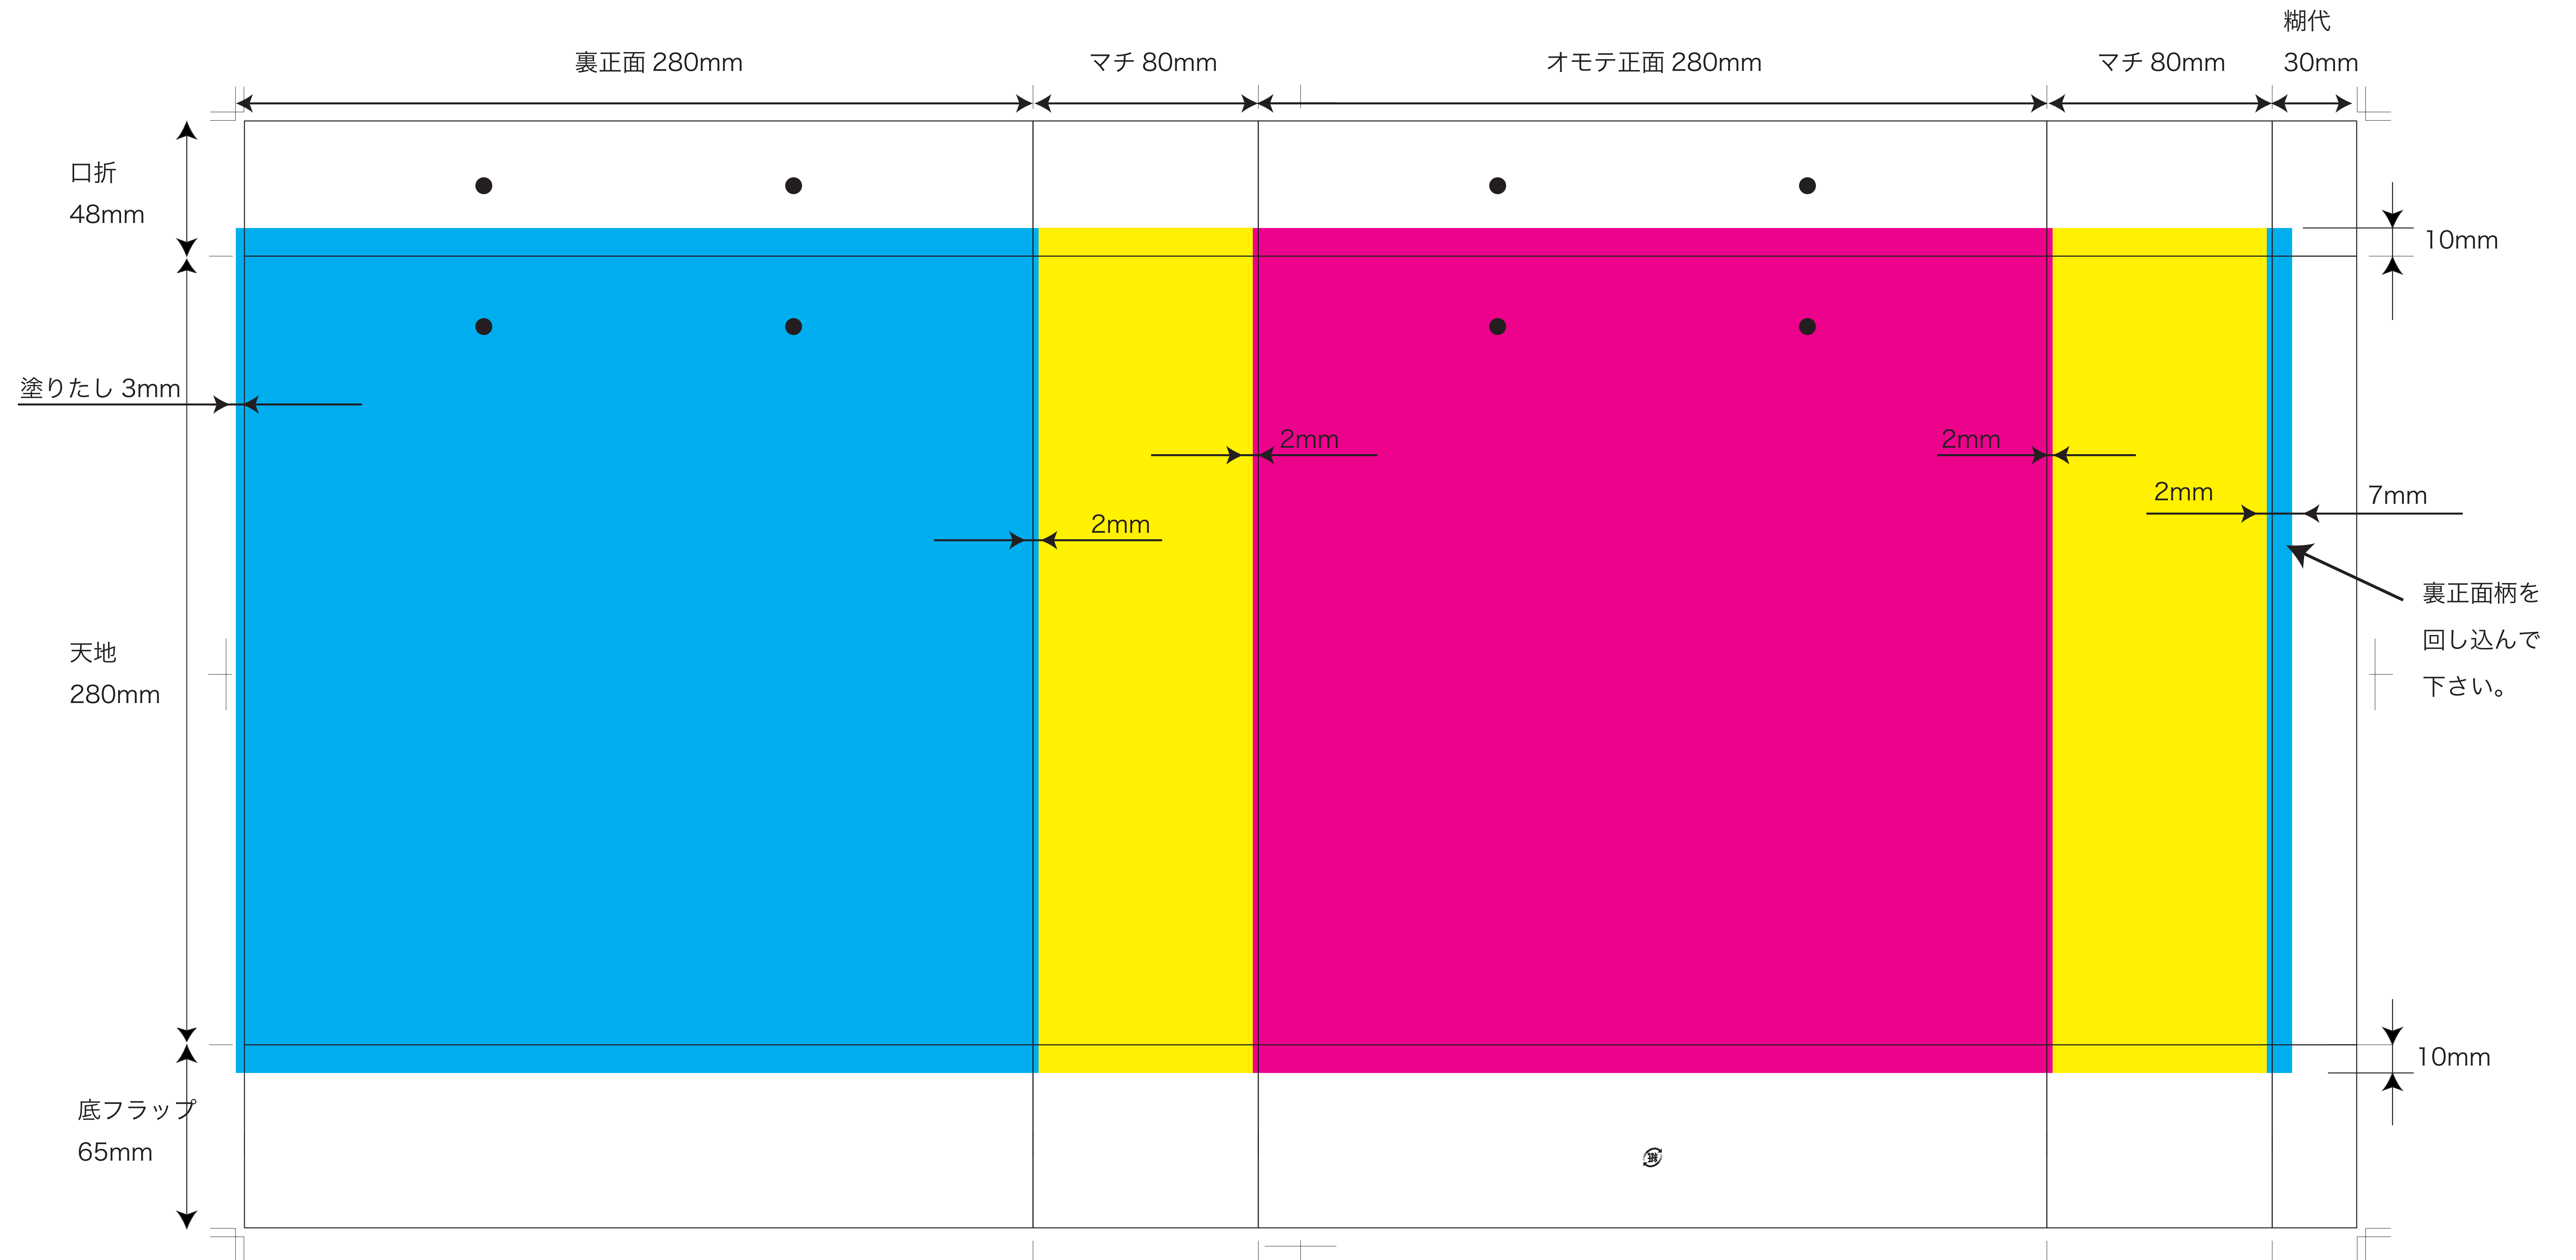 糊代
30mm
裏正面 280mm
マチ 80mm
オモテ正面 280mm
マチ 80mm
口折
48mm
10mm
塗りたし 3mm
2mm
2mm
2mm
7mm
2mm
裏正面柄を
回し込んで
下さい。
天地
280mm
10mm
底フラップ
65mm
紙